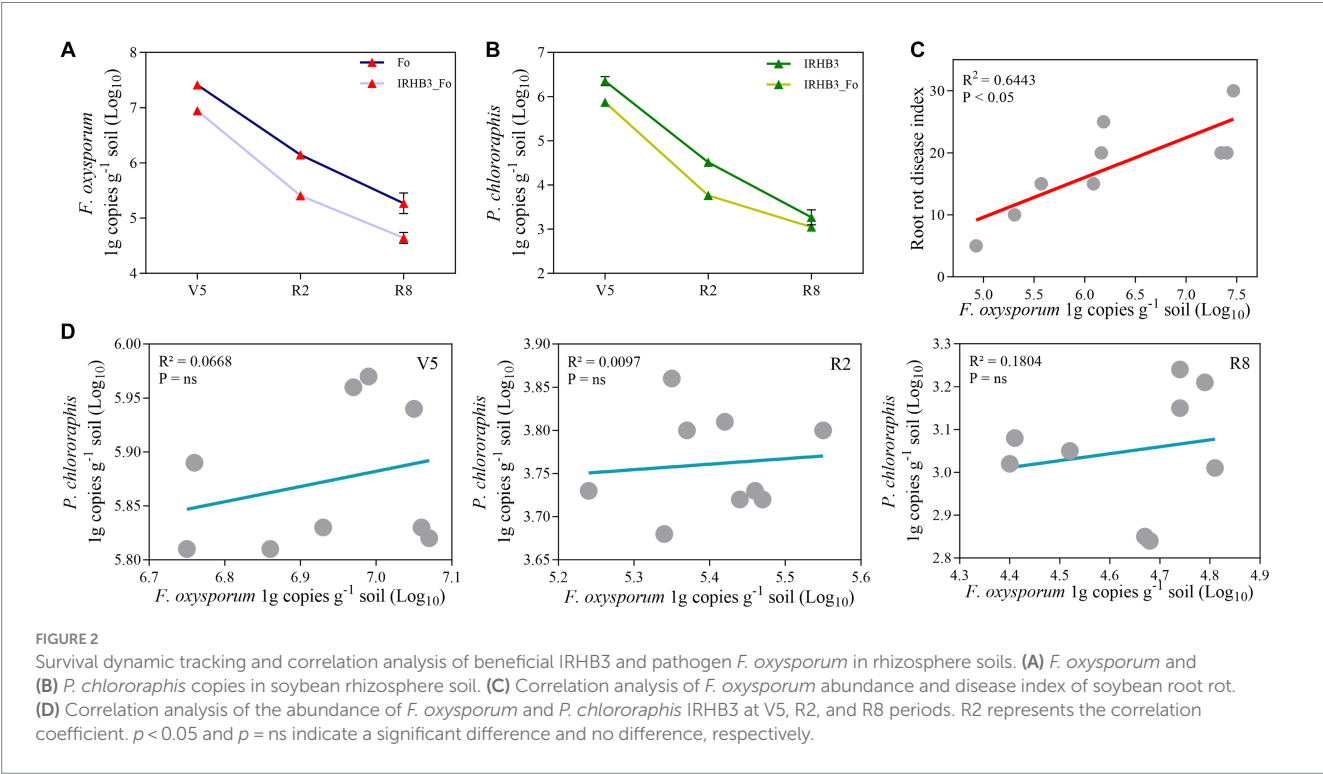 A
F. oxysporum
1g copies g⁻¹ soil (Log₁₀)
8
7
6
5
4
V5
R2
R8
Fo
IRHB3_Fo
B
P. chlororaphis
1g copies g⁻¹ soil (Log₁₀)
7
6
5
4
3
2
V5
R2
R8
IRHB3
IRHB3_Fo
C
Root rot disease index
30
20
10
0
R² = 0.6443
P < 0.05
5.0 5.5 6.0 6.5 7.0 7.5
F. oxysporum 1g copies g⁻¹ soil (Log₁₀)
D
P. chlororaphis
1g copies g⁻¹ soil (Log₁₀)
6.00
5.95
5.90
5.85
5.80
R² = 0.0668
P = ns
V5
6.7 6.8 6.9 7.0 7.1
F. oxysporum 1g copies g⁻¹ soil (Log₁₀)
P. chlororaphis
1g copies g⁻¹ soil (Log₁₀)
3.90
3.85
3.80
3.75
3.70
3.65
R² = 0.0097
P = ns
R2
5.2 5.3 5.4 5.5 5.6
F. oxysporum 1g copies g⁻¹ soil (Log₁₀)
P. chlororaphis
1g copies g⁻¹ soil (Log₁₀)
3.3
3.2
3.1
3.0
2.9
2.8
R² = 0.1804
P = ns
R8
4.3 4.4 4.5 4.6 4.7 4.8 4.9
F. oxysporum 1g copies g⁻¹ soil (Log₁₀)
FIGURE 2
Survival dynamic tracking and correlation analysis of beneficial IRHB3 and pathogen F. oxysporum in rhizosphere soils. (A) F. oxysporum and
(B) P. chlororaphis copies in soybean rhizosphere soil. (C) Correlation analysis of F. oxysporum abundance and disease index of soybean root rot.
(D) Correlation analysis of the abundance of F. oxysporum and P. chlororaphis IRHB3 at V5, R2, and R8 periods. R2 represents the correlation
coefficient. p < 0.05 and p = ns indicate a significant difference and no difference, respectively.